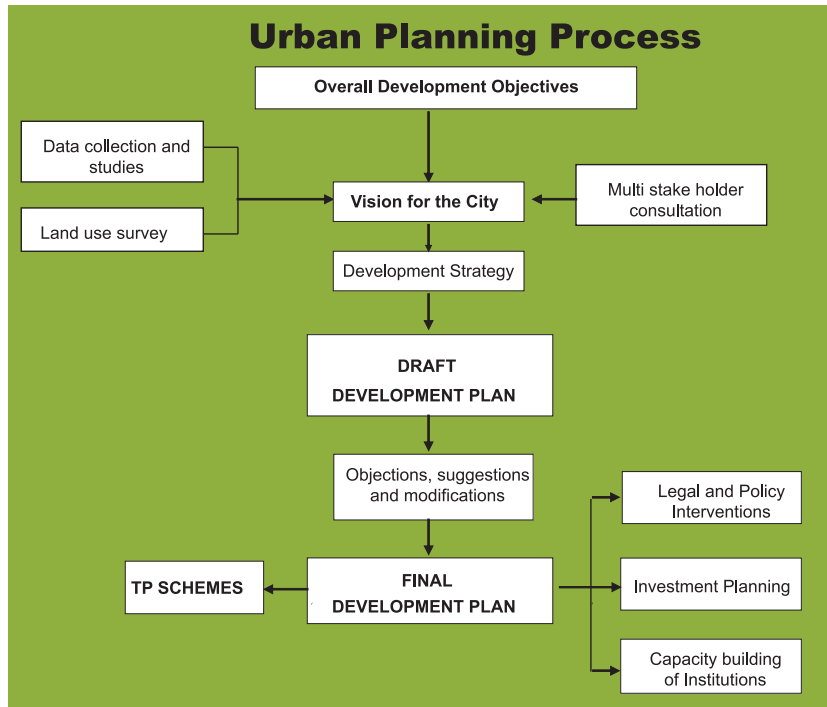 Urban Planning Process
Overall Development Objectives
Data collection and
studies
Land use survey
Vision for the City
Multi stake holder
consultation
Development Strategy
DRAFT
DEVELOPMENT PLAN
Objections, suggestions
and modifications
TP SCHEMES
FINAL
DEVELOPMENT PLAN
Legal and Policy
Interventions
Investment Planning
Capacity building
of Institutions